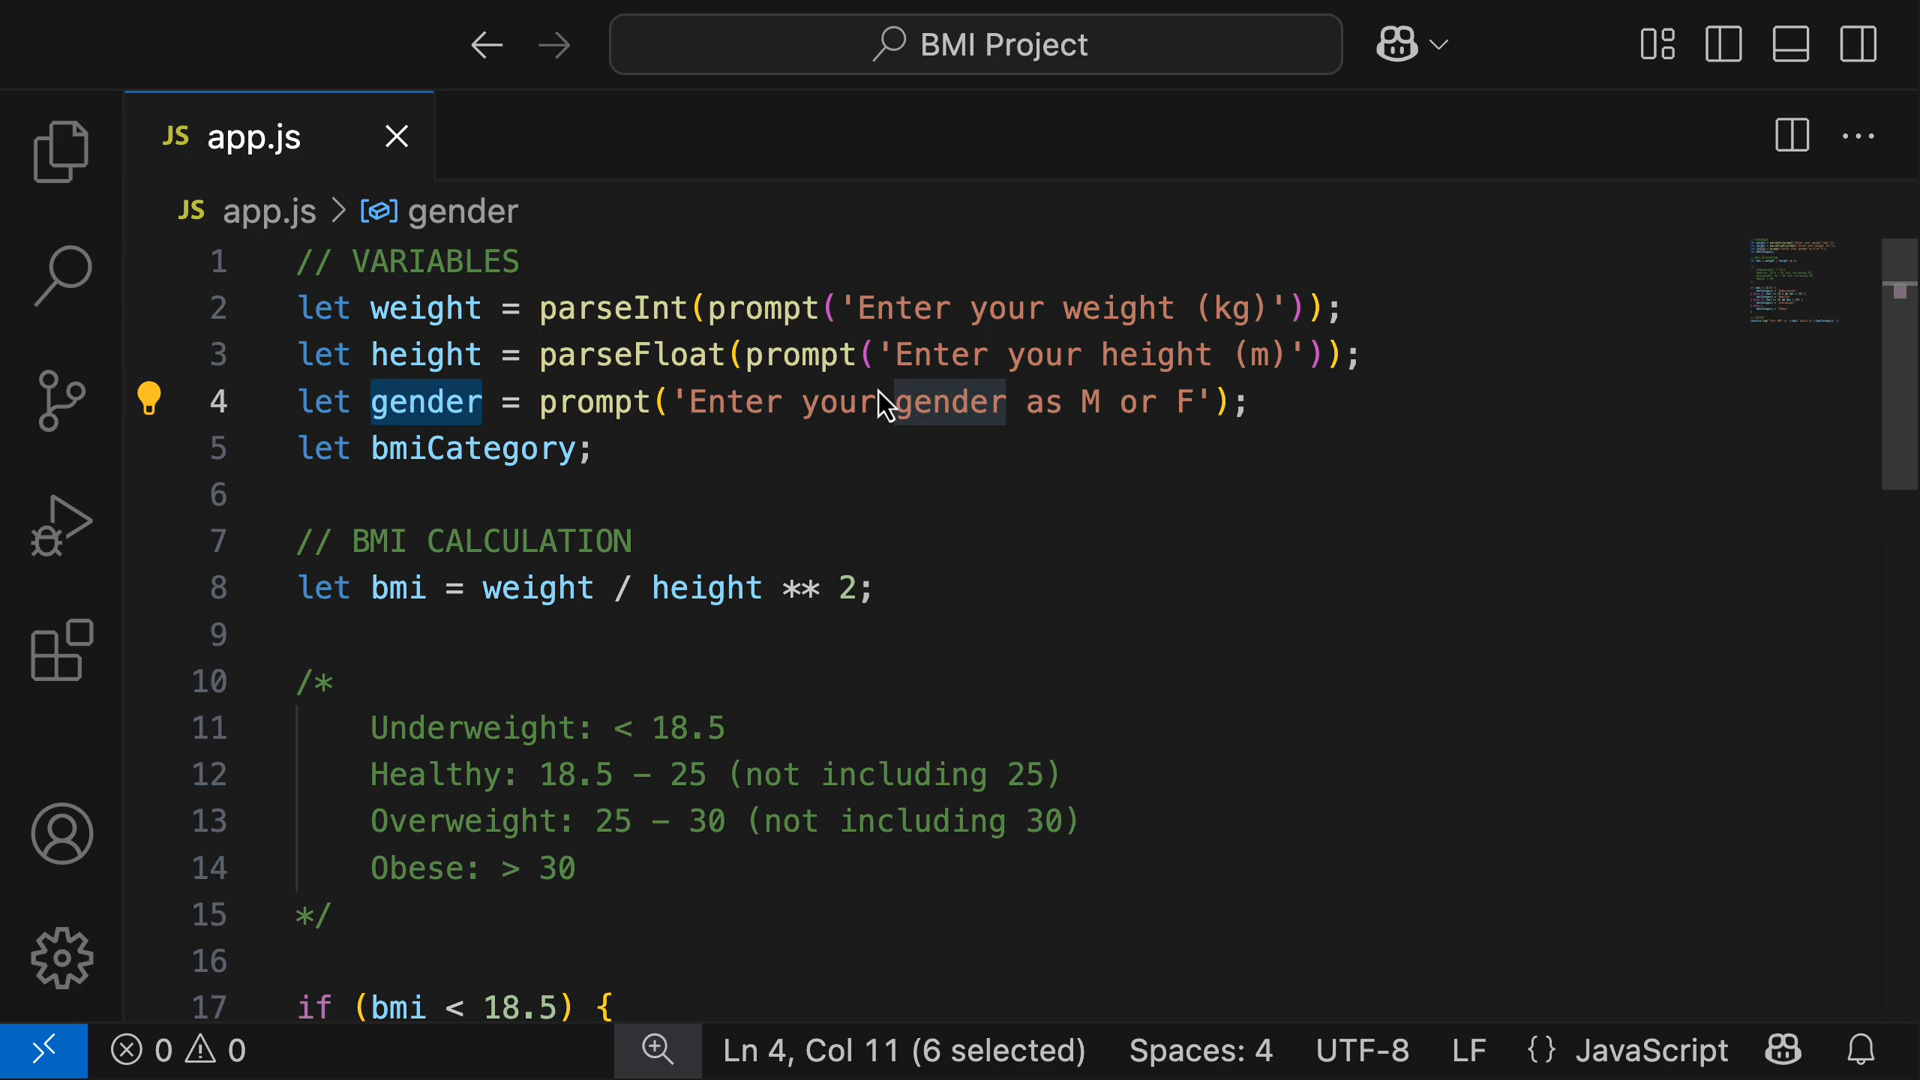 BMI Project
JS app.js
JS app.js > gender
1 // VARIABLES
2 let weight = parseInt(prompt('Enter your weight (kg)'));
3 let height = parseFloat(prompt('Enter your height (m)'));
4 let gender = prompt('Enter your gender as M or F');
5 let bmiCategory;
6
7 // BMI CALCULATION
8 let bmi = weight / height ** 2;
9
10 /*
11 Underweight: < 18.5
12 Healthy: 18.5 - 25 (not including 25)
13 Overweight: 25 - 30 (not including 30)
14 Obese: > 30
15 */
16
17 if (bmi < 18.5) {
0 0 Ln 4, Col 11 (6 selected) Spaces: 4 UTF-8 LF {} JavaScript